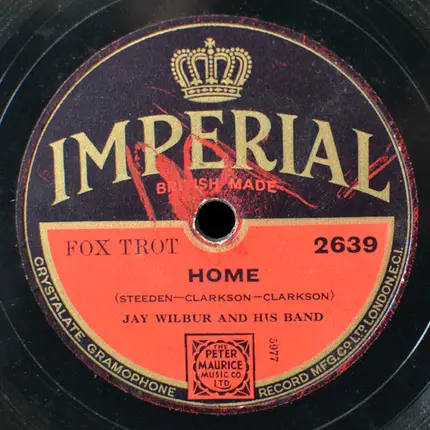 IMPERIAL
BRITISH MADE
FOX TROT 2639
HOME
(STEEDEN—CLARKSON—CLARKSON)
JAY WILBUR AND HIS BAND
5977
THE
PETER
MAURICE
MUSIC CO.
LTD
CRYSTALATE GRAMOPHONE RECORD MFG. CO. LTD. LONDON E.C.1.